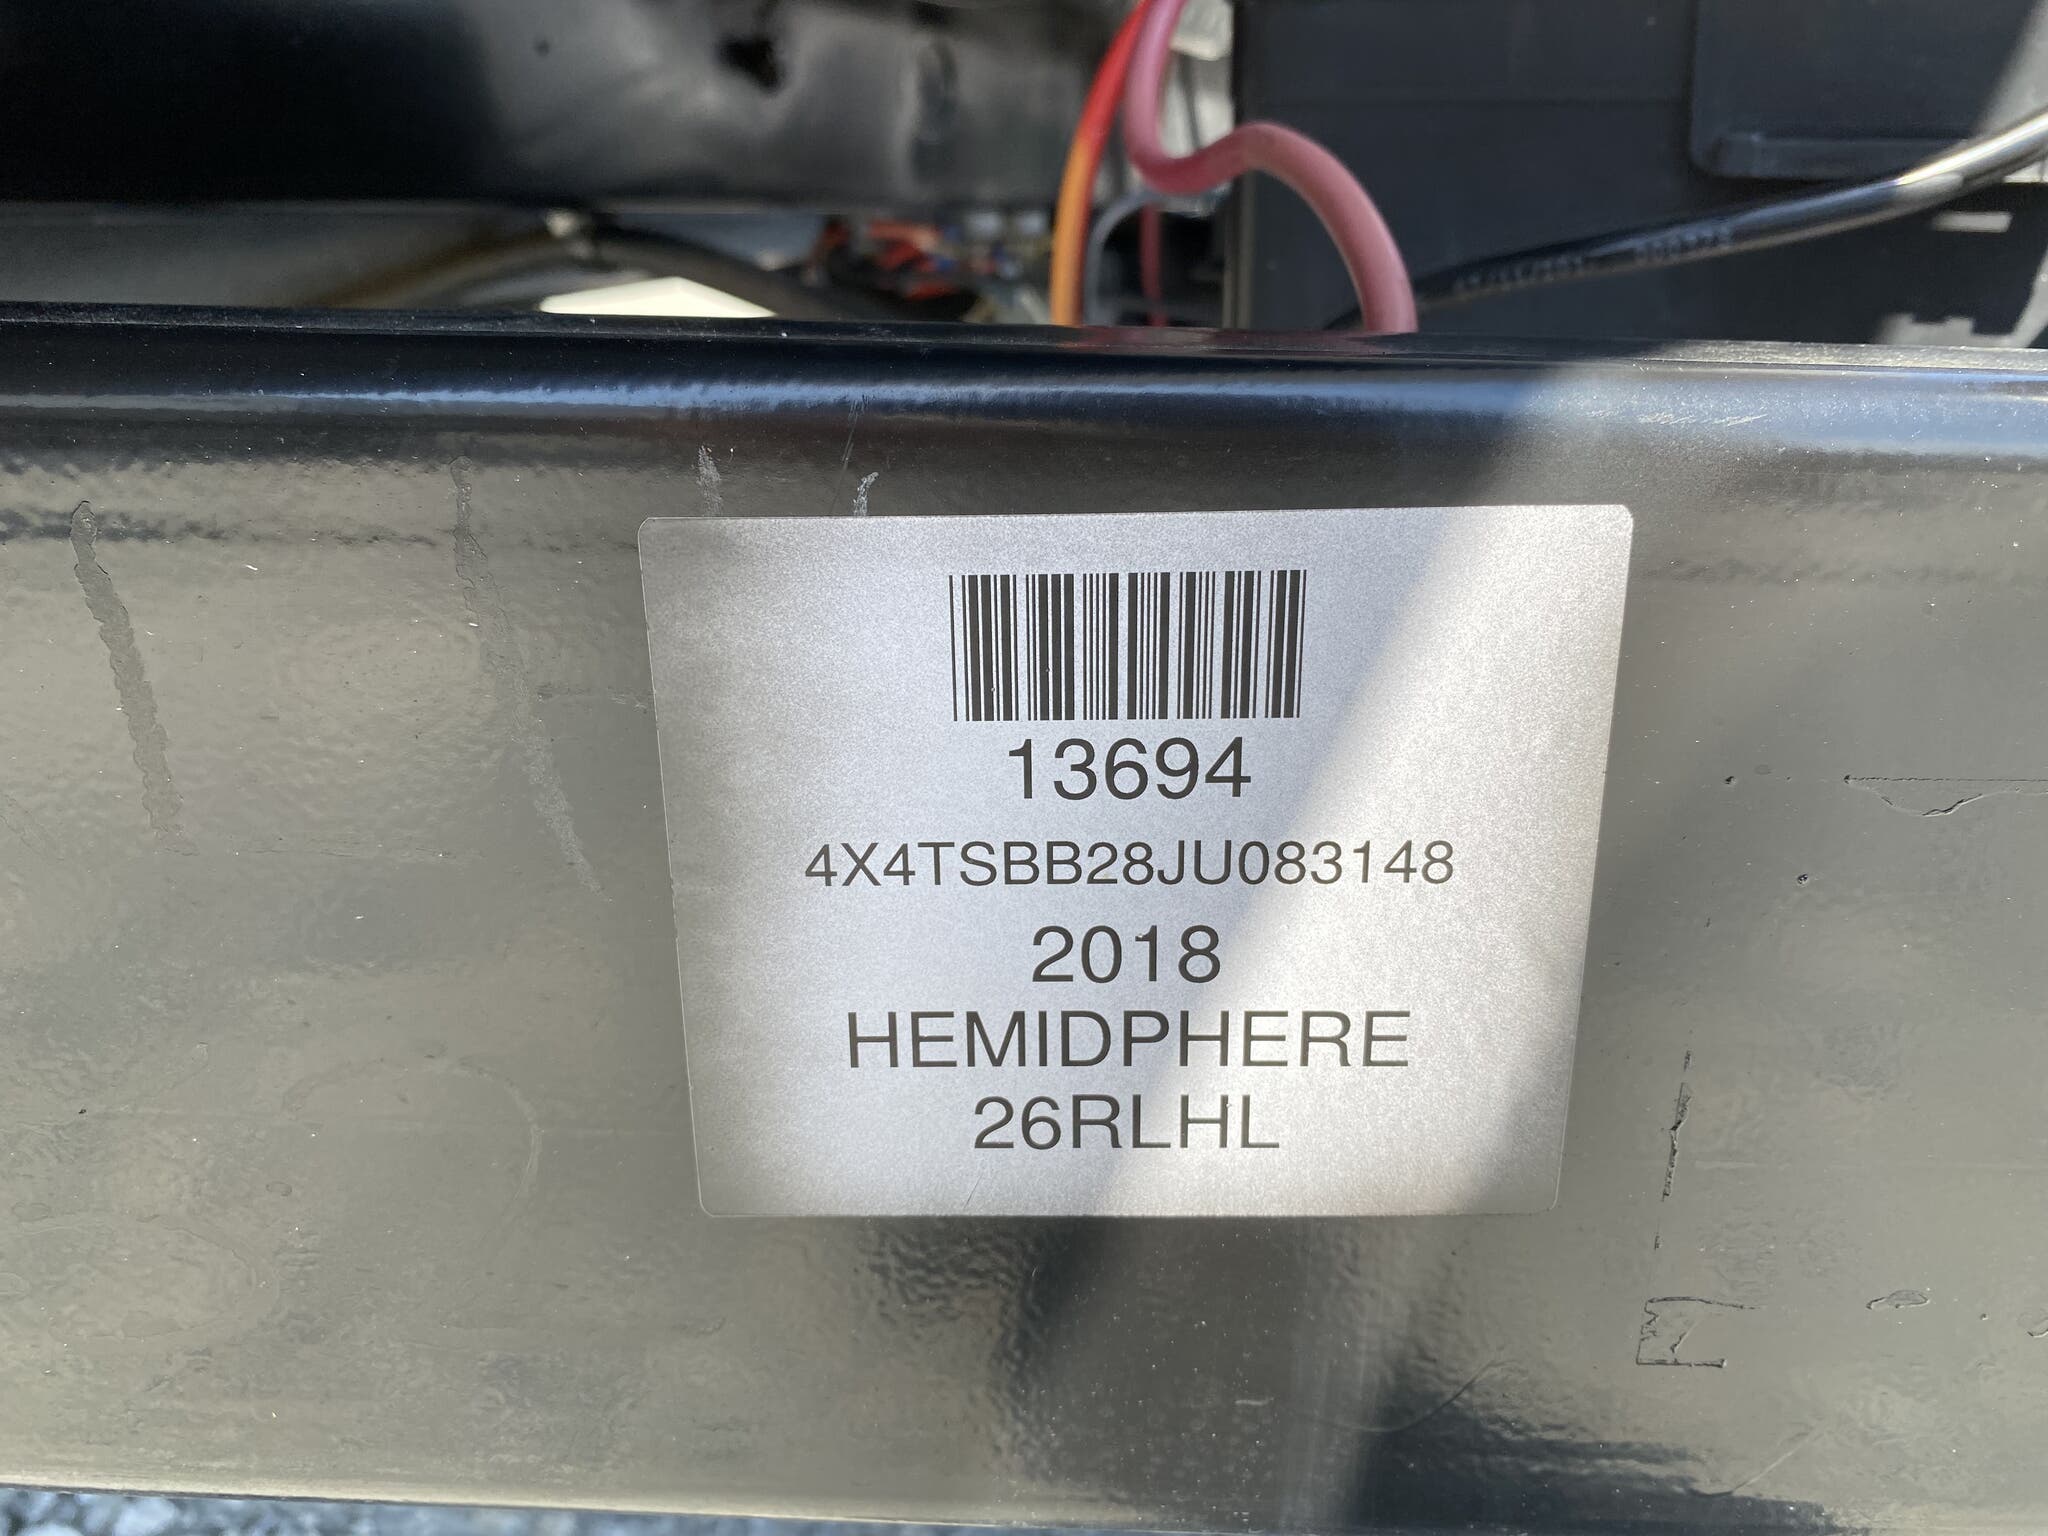 13694
4X4TSBB28JU083148
2018
HEMIDPHERE
26RLHL